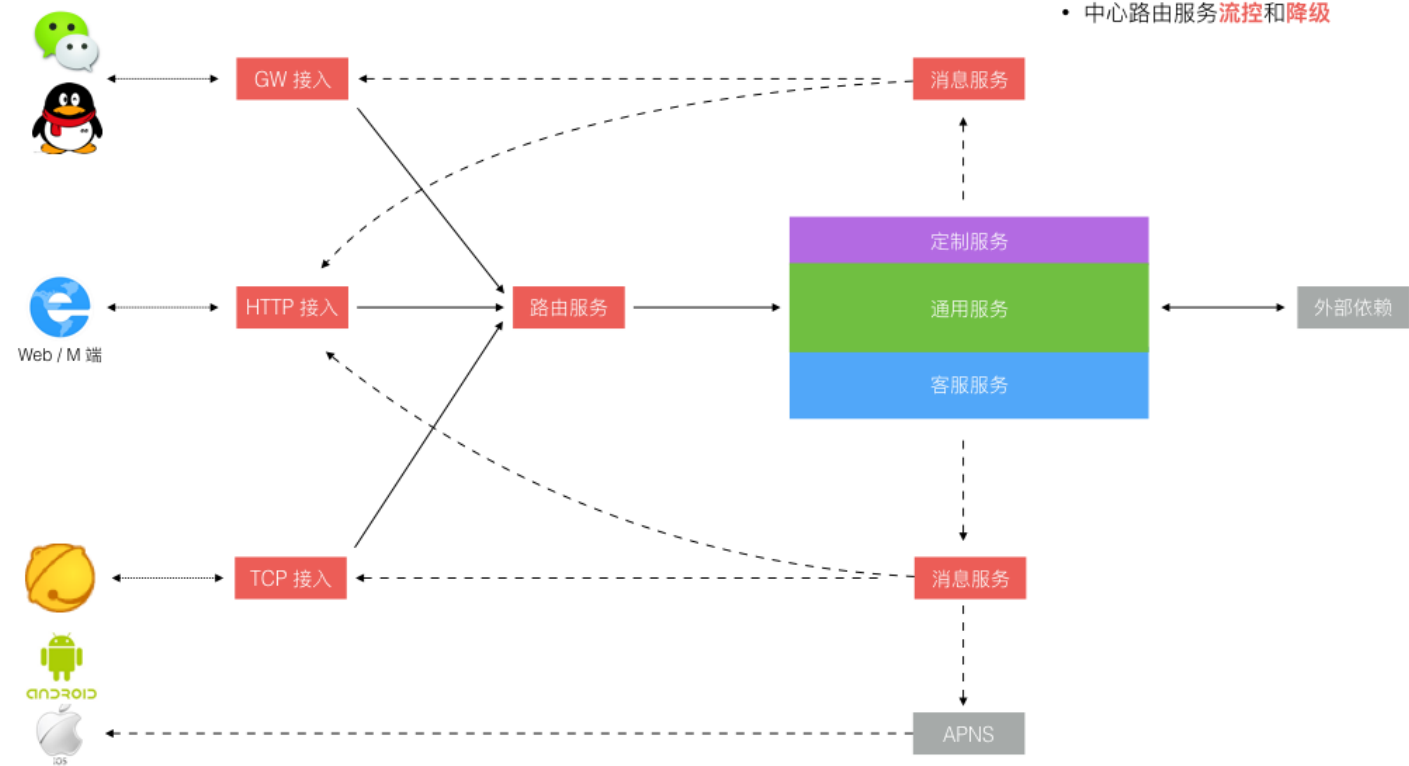 • 中心路由服务流控和降级
GW 接入
消息服务
定制服务
HTTP 接入
路由服务
通用服务
外部依赖
Web / M 端
客服服务
TCP 接入
消息服务
ANDROID
APNS
iOS